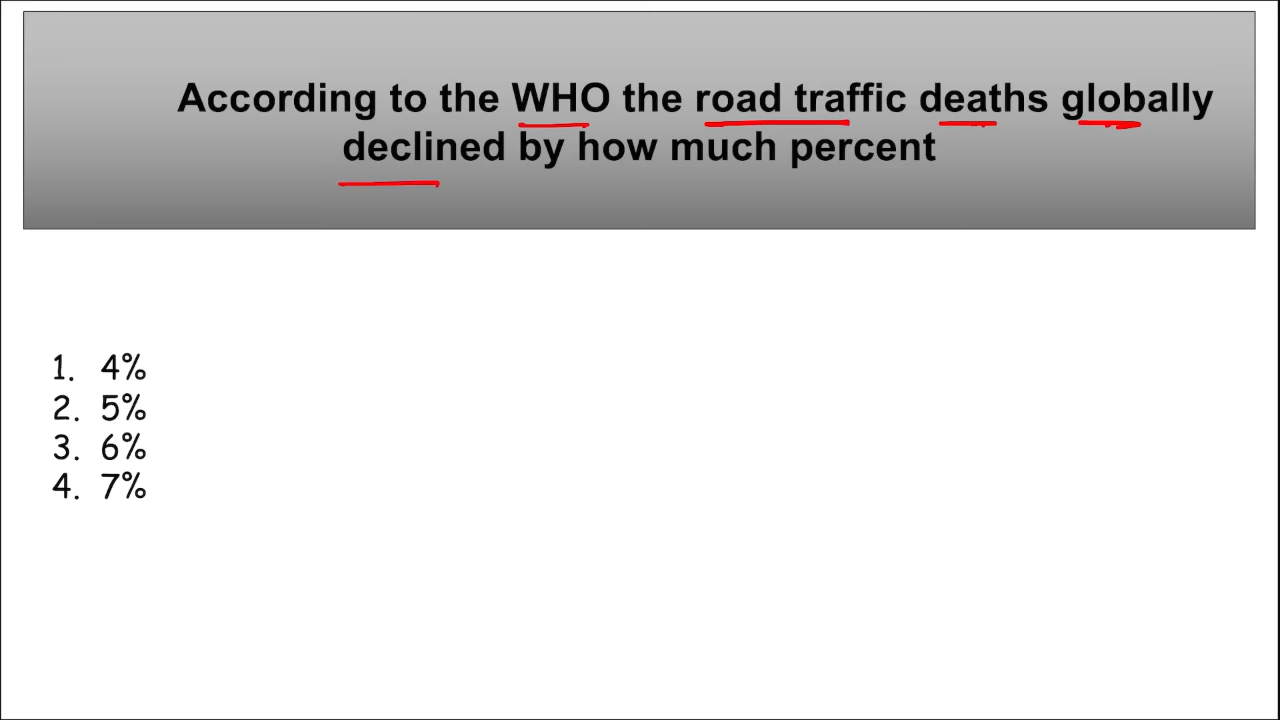 According to the WHO the road traffic deaths globally
declined by how much percent
1. 4%
2. 5%
3. 6%
4. 7%